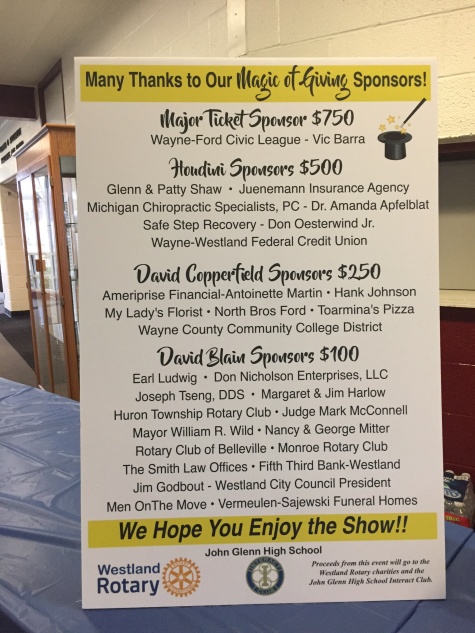 Many Thanks to Our Magic of Giving Sponsors!
Major Ticket Sponsor $750
Wayne-Ford Civic League - Vic Barra
Houdini Sponsors $500
Glenn & Patty Shaw • Juenemann Insurance Agency
Michigan Chiropractic Specialists, PC - Dr. Amanda Apfelblat
Safe Step Recovery - Don Oesterwind Jr.
Wayne-Westland Federal Credit Union
David Copperfield Sponsors $250
Ameriprise Financial-Antoinette Martin • Hank Johnson
My Lady's Florist • North Bros Ford • Toarmina's Pizza
Wayne County Community College District
David Blain Sponsors $100
Earl Ludwig • Don Nicholson Enterprises, LLC
Joseph Tseng, DDS • Margaret & Jim Harlow
Huron Township Rotary Club • Judge Mark McConnell
Mayor William R. Wild • Nancy & George Mitter
Rotary Club of Belleville • Monroe Rotary Club
The Smith Law Offices • Fifth Third Bank-Westland
Jim Godbout - Westland City Council President
Men OnThe Move • Vermeulen-Sajewski Funeral Homes
We Hope You Enjoy the Show!!
John Glenn High School
Westland
Rotary
Proceeds from this event will go to the
Westland Rotary charities and the
John Glenn High School Interact Club.